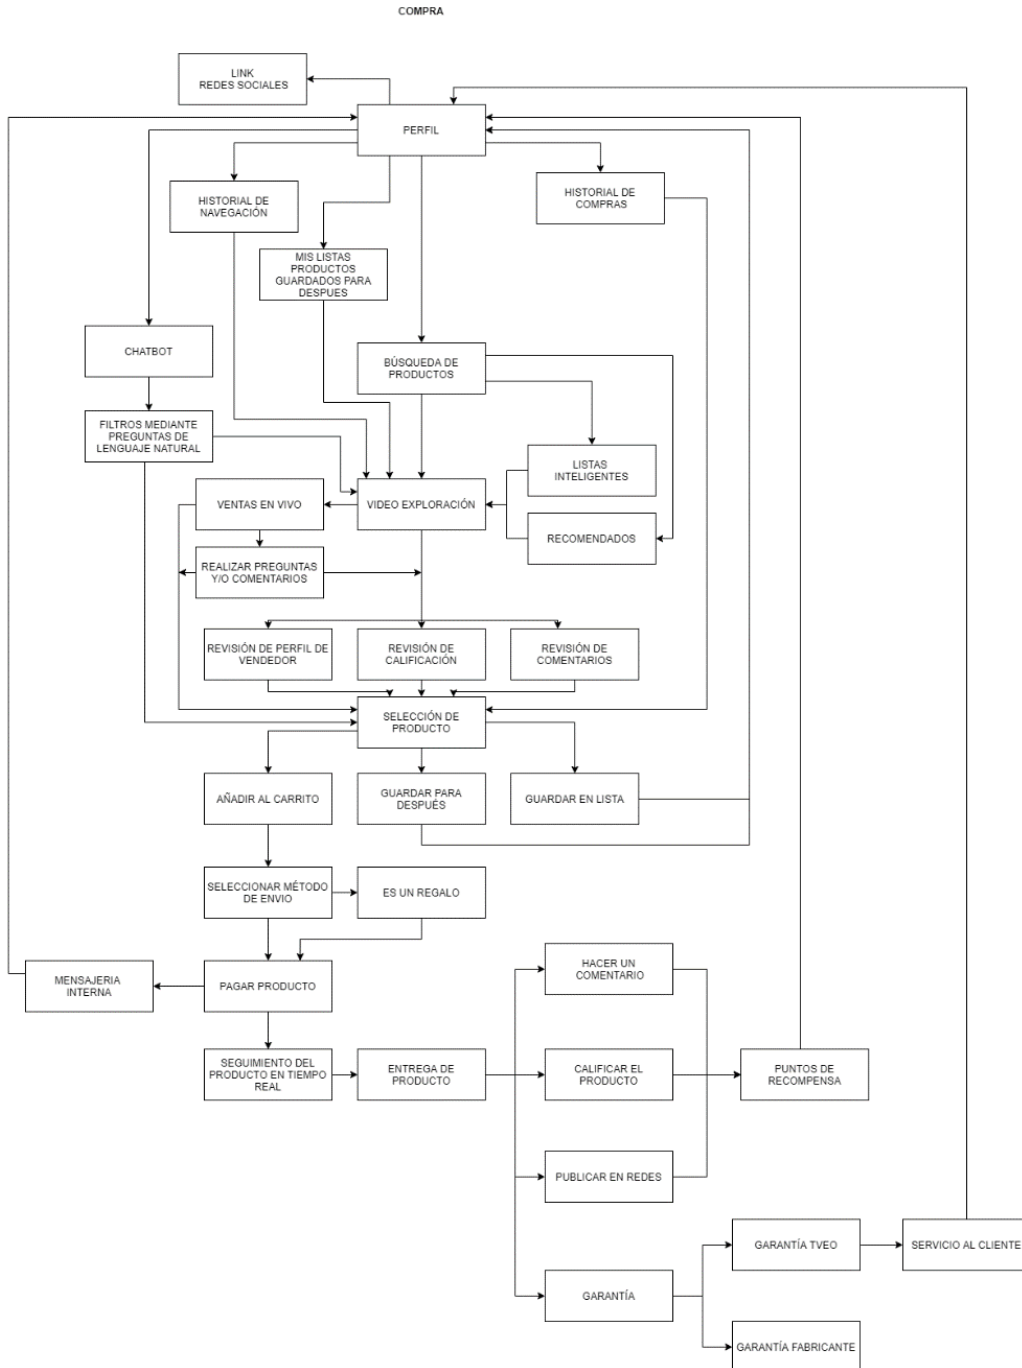 COMPRA
LINK
REDES SOCIALES
PERFIL
HISTORIAL DE
NAVEGACIÓN
HISTORIAL DE
COMPRAS
MIS LISTAS
PRODUCTOS
GUARDADOS PARA
DESPUES
CHATBOT
BÚSQUEDA DE
PRODUCTOS
FILTROS MEDIANTE
PREGUNTAS DE
LENGUAJE NATURAL
LISTAS
INTELIGENTES
VENTAS EN VIVO
VIDEO EXPLORACIÓN
RECOMENDADOS
REALIZAR PREGUNTAS
Y/O COMENTARIOS
REVISIÓN DE PERFIL DE
VENDEDOR
REVISIÓN DE
CALIFICACIÓN
REVISIÓN DE
COMENTARIOS
SELECCIÓN DE
PRODUCTO
AÑADIR AL CARRITO
GUARDAR PARA
DESPUÉS
GUARDAR EN LISTA
SELECCIONAR MÉTODO
DE ENVIO
ES UN REGALO
MENSAJERIA
INTERNA
PAGAR PRODUCTO
HACER UN
COMENTARIO
SEGUIMIENTO DEL
PRODUCTO EN TIEMPO
REAL
ENTREGA DE
PRODUCTO
CALIFICAR EL
PRODUCTO
PUNTOS DE
RECOMPENSA
PUBLICAR EN REDES
GARANTÍA TVEO
SERVICIO AL CLIENTE
GARANTÍA
GARANTÍA FABRICANTE